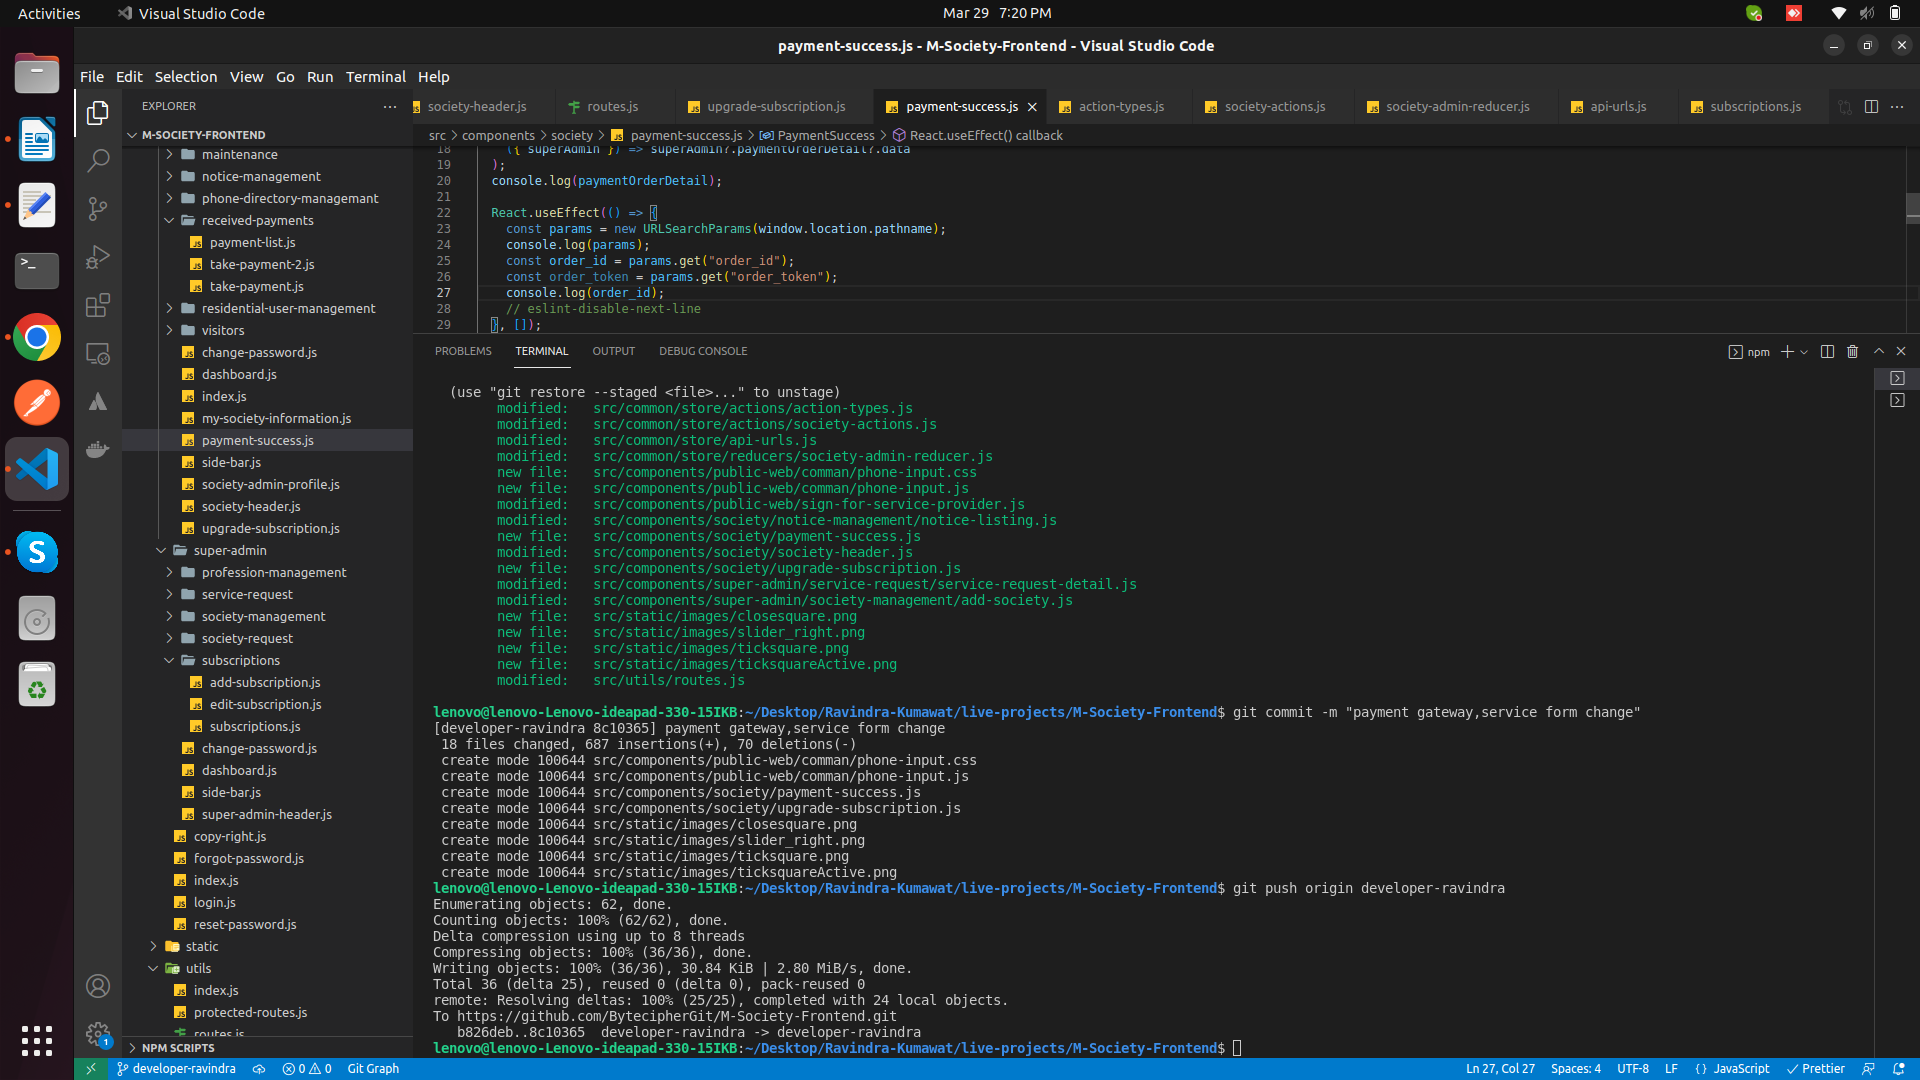 Activities
Visual Studio Code
Mar 29 7:20 PM
payment-success.js - M-Society-Frontend - Visual Studio Code
File Edit Selection View Go Run Terminal Help
EXPLORER
M-SOCIETY-FRONTEND
maintenance
notice-management
phone-directory-managemant
received-payments
payment-list.js
take-payment-2.js
take-payment.js
residential-user-management
visitors
change-password.js
dashboard.js
index.js
my-society-information.js
payment-success.js
side-bar.js
society-admin-profile.js
society-header.js
upgrade-subscription.js
super-admin
profession-management
service-request
society-management
society-request
subscriptions
add-subscription.js
edit-subscription.js
subscriptions.js
change-password.js
dashboard.js
side-bar.js
super-admin-header.js
copy-right.js
forgot-password.js
index.js
login.js
reset-password.js
static
utils
index.js
protected-routes.js
routes.js
NPM SCRIPTS
society-header.js routes.js upgrade-subscription.js payment-success.js action-types.js society-actions.js society-admin-reducer.js api-urls.js subscriptions.js
src > components > society > payment-success.js > PaymentSuccess > React.useEffect() callback
18 ({ superAdmin }) => superAdmin?.paymentOrderDetail?.data
19 );
20 console.log(paymentOrderDetail);
21
22 React.useEffect(() => {
23 const params = new URLSearchParams(window.location.pathname);
24 console.log(params);
25 const order_id = params.get("order_id");
26 const order_token = params.get("order_token");
27 console.log(order_id);
28 // eslint-disable-next-line
29 }, []);
PROBLEMS TERMINAL OUTPUT DEBUG CONSOLE
npm
(use "git restore --staged <file>..." to unstage)
modified: src/common/store/actions/action-types.js
modified: src/common/store/actions/society-actions.js
modified: src/common/store/api-urls.js
modified: src/common/store/reducers/society-admin-reducer.js
new file: src/components/public-web/comman/phone-input.css
new file: src/components/public-web/comman/phone-input.js
modified: src/components/public-web/sign-for-service-provider.js
modified: src/components/society/notice-management/notice-listing.js
new file: src/components/society/payment-success.js
modified: src/components/society/society-header.js
new file: src/components/society/upgrade-subscription.js
modified: src/components/super-admin/service-request/service-request-detail.js
modified: src/components/super-admin/society-management/add-society.js
new file: src/static/images/closesquare.png
new file: src/static/images/slider_right.png
new file: src/static/images/ticksquare.png
new file: src/static/images/ticksquareActive.png
modified: src/utils/routes.js
lenovo@lenovo-Lenovo-ideapad-330-15IKB:~/Desktop/Ravindra-Kumawat/live-projects/M-Society-Frontend$ git commit -m "payment gateway,service form change"
[developer-ravindra 8c10365] payment gateway,service form change
18 files changed, 687 insertions(+), 70 deletions(-)
create mode 100644 src/components/public-web/comman/phone-input.css
create mode 100644 src/components/public-web/comman/phone-input.js
create mode 100644 src/components/society/payment-success.js
create mode 100644 src/components/society/upgrade-subscription.js
create mode 100644 src/static/images/closesquare.png
create mode 100644 src/static/images/slider_right.png
create mode 100644 src/static/images/ticksquare.png
create mode 100644 src/static/images/ticksquareActive.png
lenovo@lenovo-Lenovo-ideapad-330-15IKB:~/Desktop/Ravindra-Kumawat/live-projects/M-Society-Frontend$ git push origin developer-ravindra
Enumerating objects: 62, done.
Counting objects: 100% (62/62), done.
Delta compression using up to 8 threads
Compressing objects: 100% (36/36), done.
Writing objects: 100% (36/36), 30.84 KiB | 2.80 MiB/s, done.
Total 36 (delta 25), reused 0 (delta 0), pack-reused 0
remote: Resolving deltas: 100% (25/25), completed with 24 local objects.
To https://github.com/BytecipherGit/M-Society-Frontend.git
b826deb..8c10365 developer-ravindra -> developer-ravindra
lenovo@lenovo-Lenovo-ideapad-330-15IKB:~/Desktop/Ravindra-Kumawat/live-projects/M-Society-Frontend$
developer-ravindra 0 0 Git Graph
Ln 27, Col 27 Spaces: 4 UTF-8 LF { } JavaScript Prettier